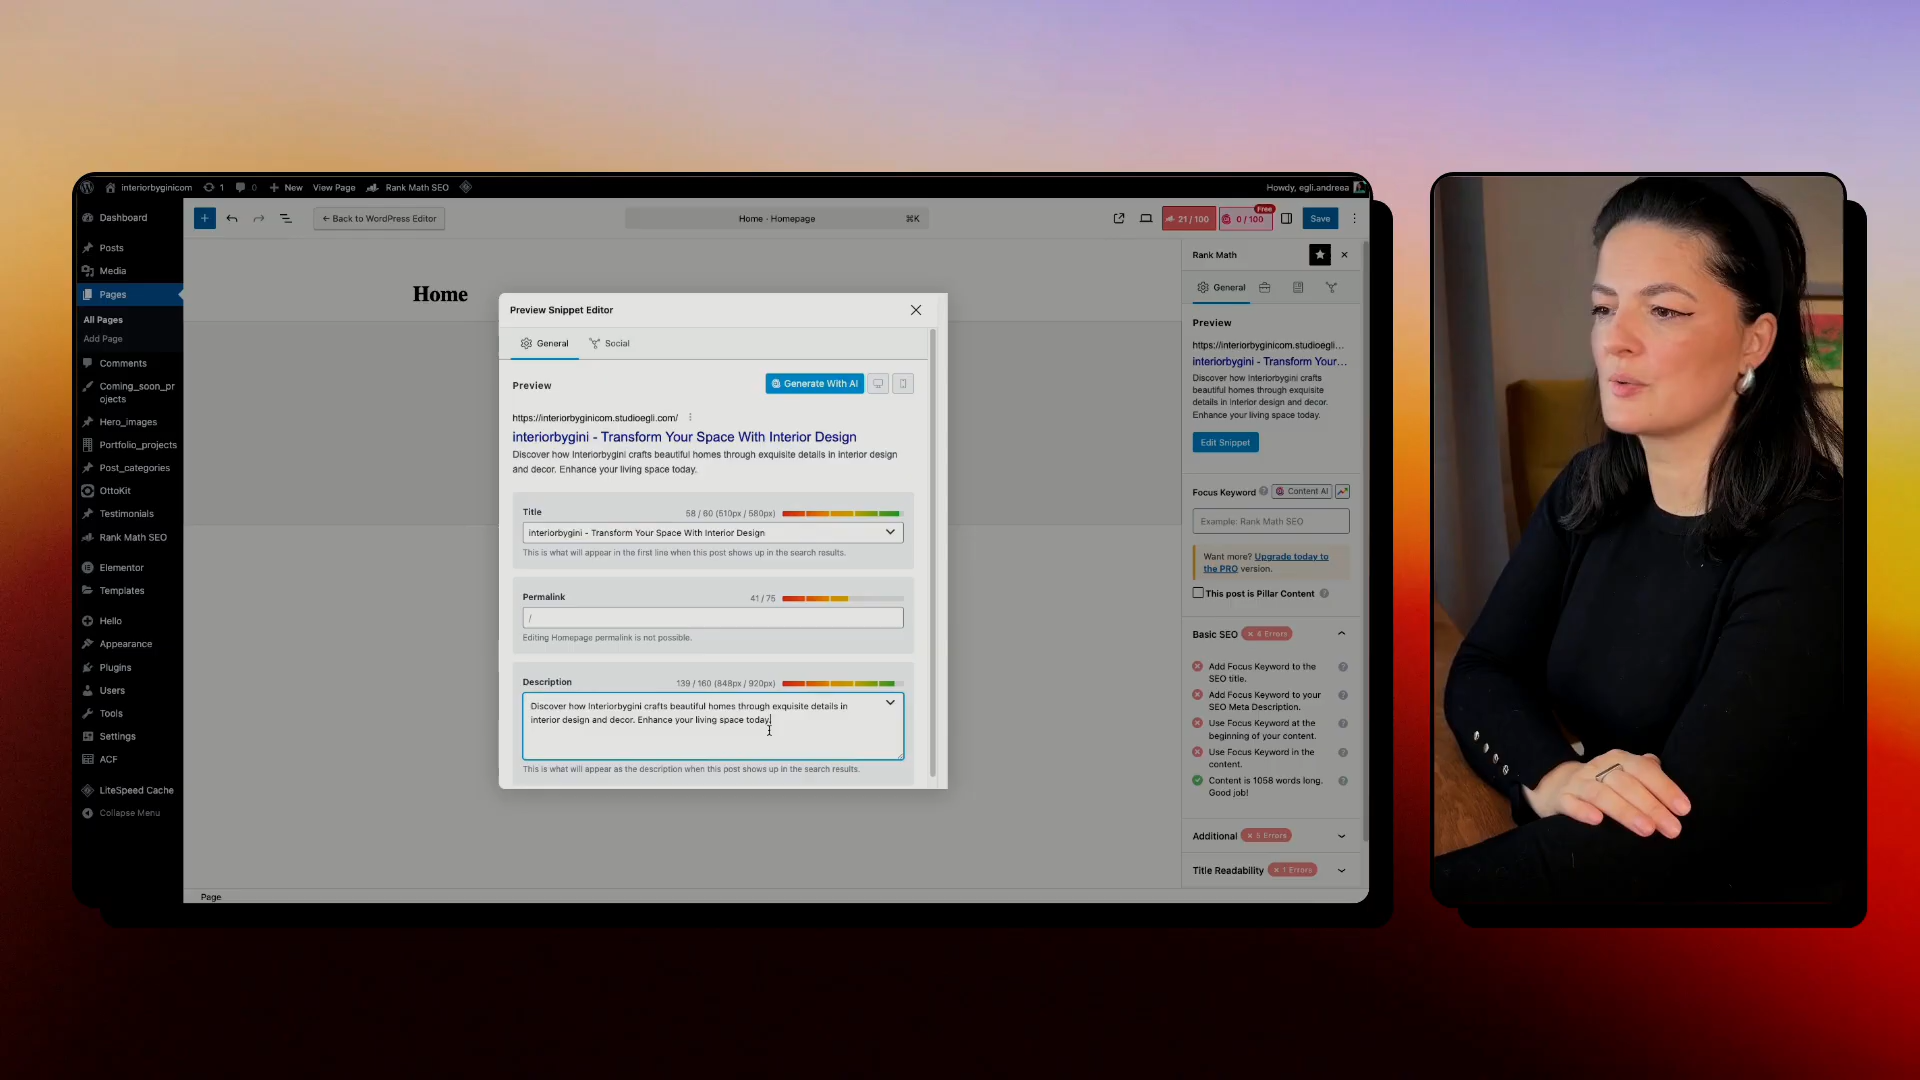 interiorbyginicom 1 0 New View Page Rank Math SEO
Howdy, egli.andreea
Dashboard
Posts
Media
Pages
All Pages
Add Page
Comments
Coming_soon_pr
ojects
Hero_images
Portfolio_projects
Post_categories
OttoKit
Testimonials
Rank Math SEO
Elementor
Templates
Hello
Appearance
Plugins
Users
Tools
Settings
ACF
LiteSpeed Cache
Collapse Menu
← Back to WordPress Editor
Home · Homepage ⌘K
21 / 100
0 / 100
Free
Save
Home
Page
Preview Snippet Editor
General Social
Preview
Generate With AI
https://interiorbyginicom.studioegli.com/
interiorbygini - Transform Your Space With Interior Design
Discover how Interiorbygini crafts beautiful homes through exquisite details in interior design
and decor. Enhance your living space today.
Title 58 / 60 (510px / 580px)
interiorbygini - Transform Your Space With Interior Design
This is what will appear in the first line when this post shows up in the search results.
Permalink 41 / 75
/
Editing Homepage permalink is not possible.
Description 139 / 160 (848px / 920px)
Discover how Interiorbygini crafts beautiful homes through exquisite details in
interior design and decor. Enhance your living space today.
This is what will appear as the description when this post shows up in the search results.
Rank Math
General
Preview
https://interiorbyginicom.studioegli...
interiorbygini - Transform Your...
Discover how Interiorbygini crafts
beautiful homes through exquisite
details in interior design and decor.
Enhance your living space today.
Edit Snippet
Focus Keyword Content AI
Example: Rank Math SEO
Want more? Upgrade today to
the PRO version.
This post is Pillar Content
Basic SEO × 6 Errors
Add Focus Keyword to the
SEO title.
Add Focus Keyword to your
SEO Meta Description.
Use Focus Keyword at the
beginning of your content.
Use Focus Keyword in the
content.
Content is 1058 words long.
Good job!
Additional × 5 Errors
Title Readability × 1 Errors